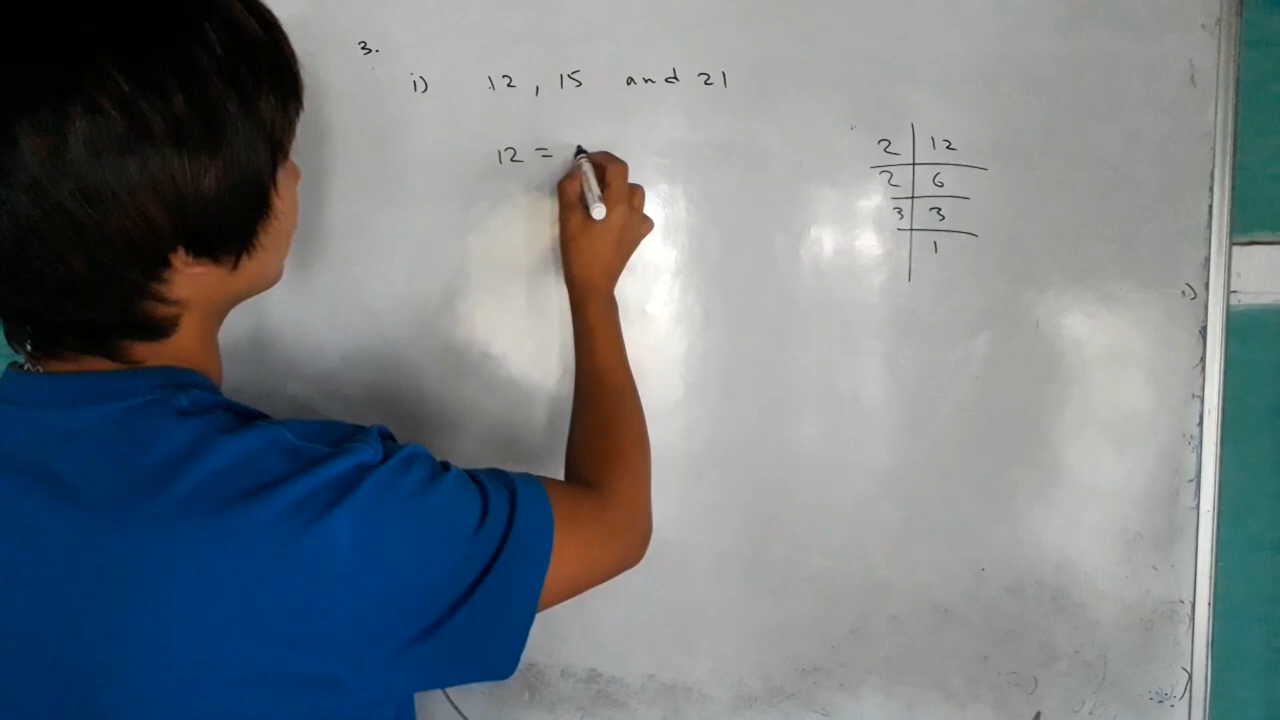 3.
i) 12, 15 and 21
12 =
2 | 12
2 | 6
3 | 3
1